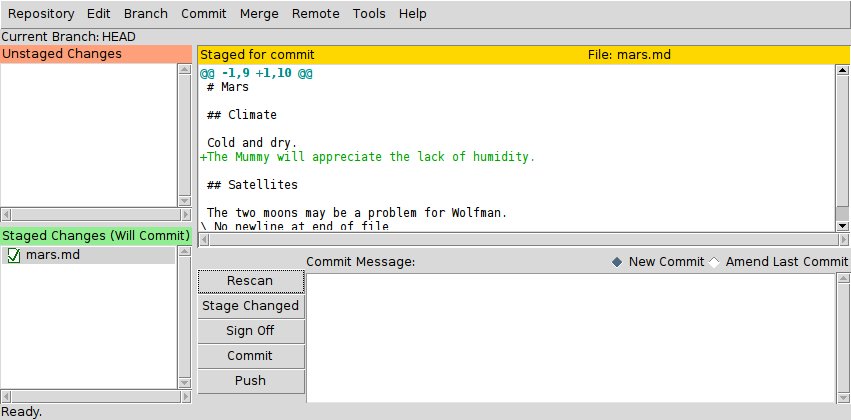 Repository Edit Branch Commit Merge Remote Tools Help
Current Branch: HEAD
Unstaged Changes
Staged for commit File: mars.md
@@ -1,9 +1,10 @@
# Mars
## Climate
Cold and dry.
+The Mummy will appreciate the lack of humidity.
## Satellites
The two moons may be a problem for Wolfman.
\ No newline at end of file
Staged Changes (Will Commit)
mars.md
Commit Message: New Commit Amend Last Commit
Rescan
Stage Changed
Sign Off
Commit
Push
Ready.